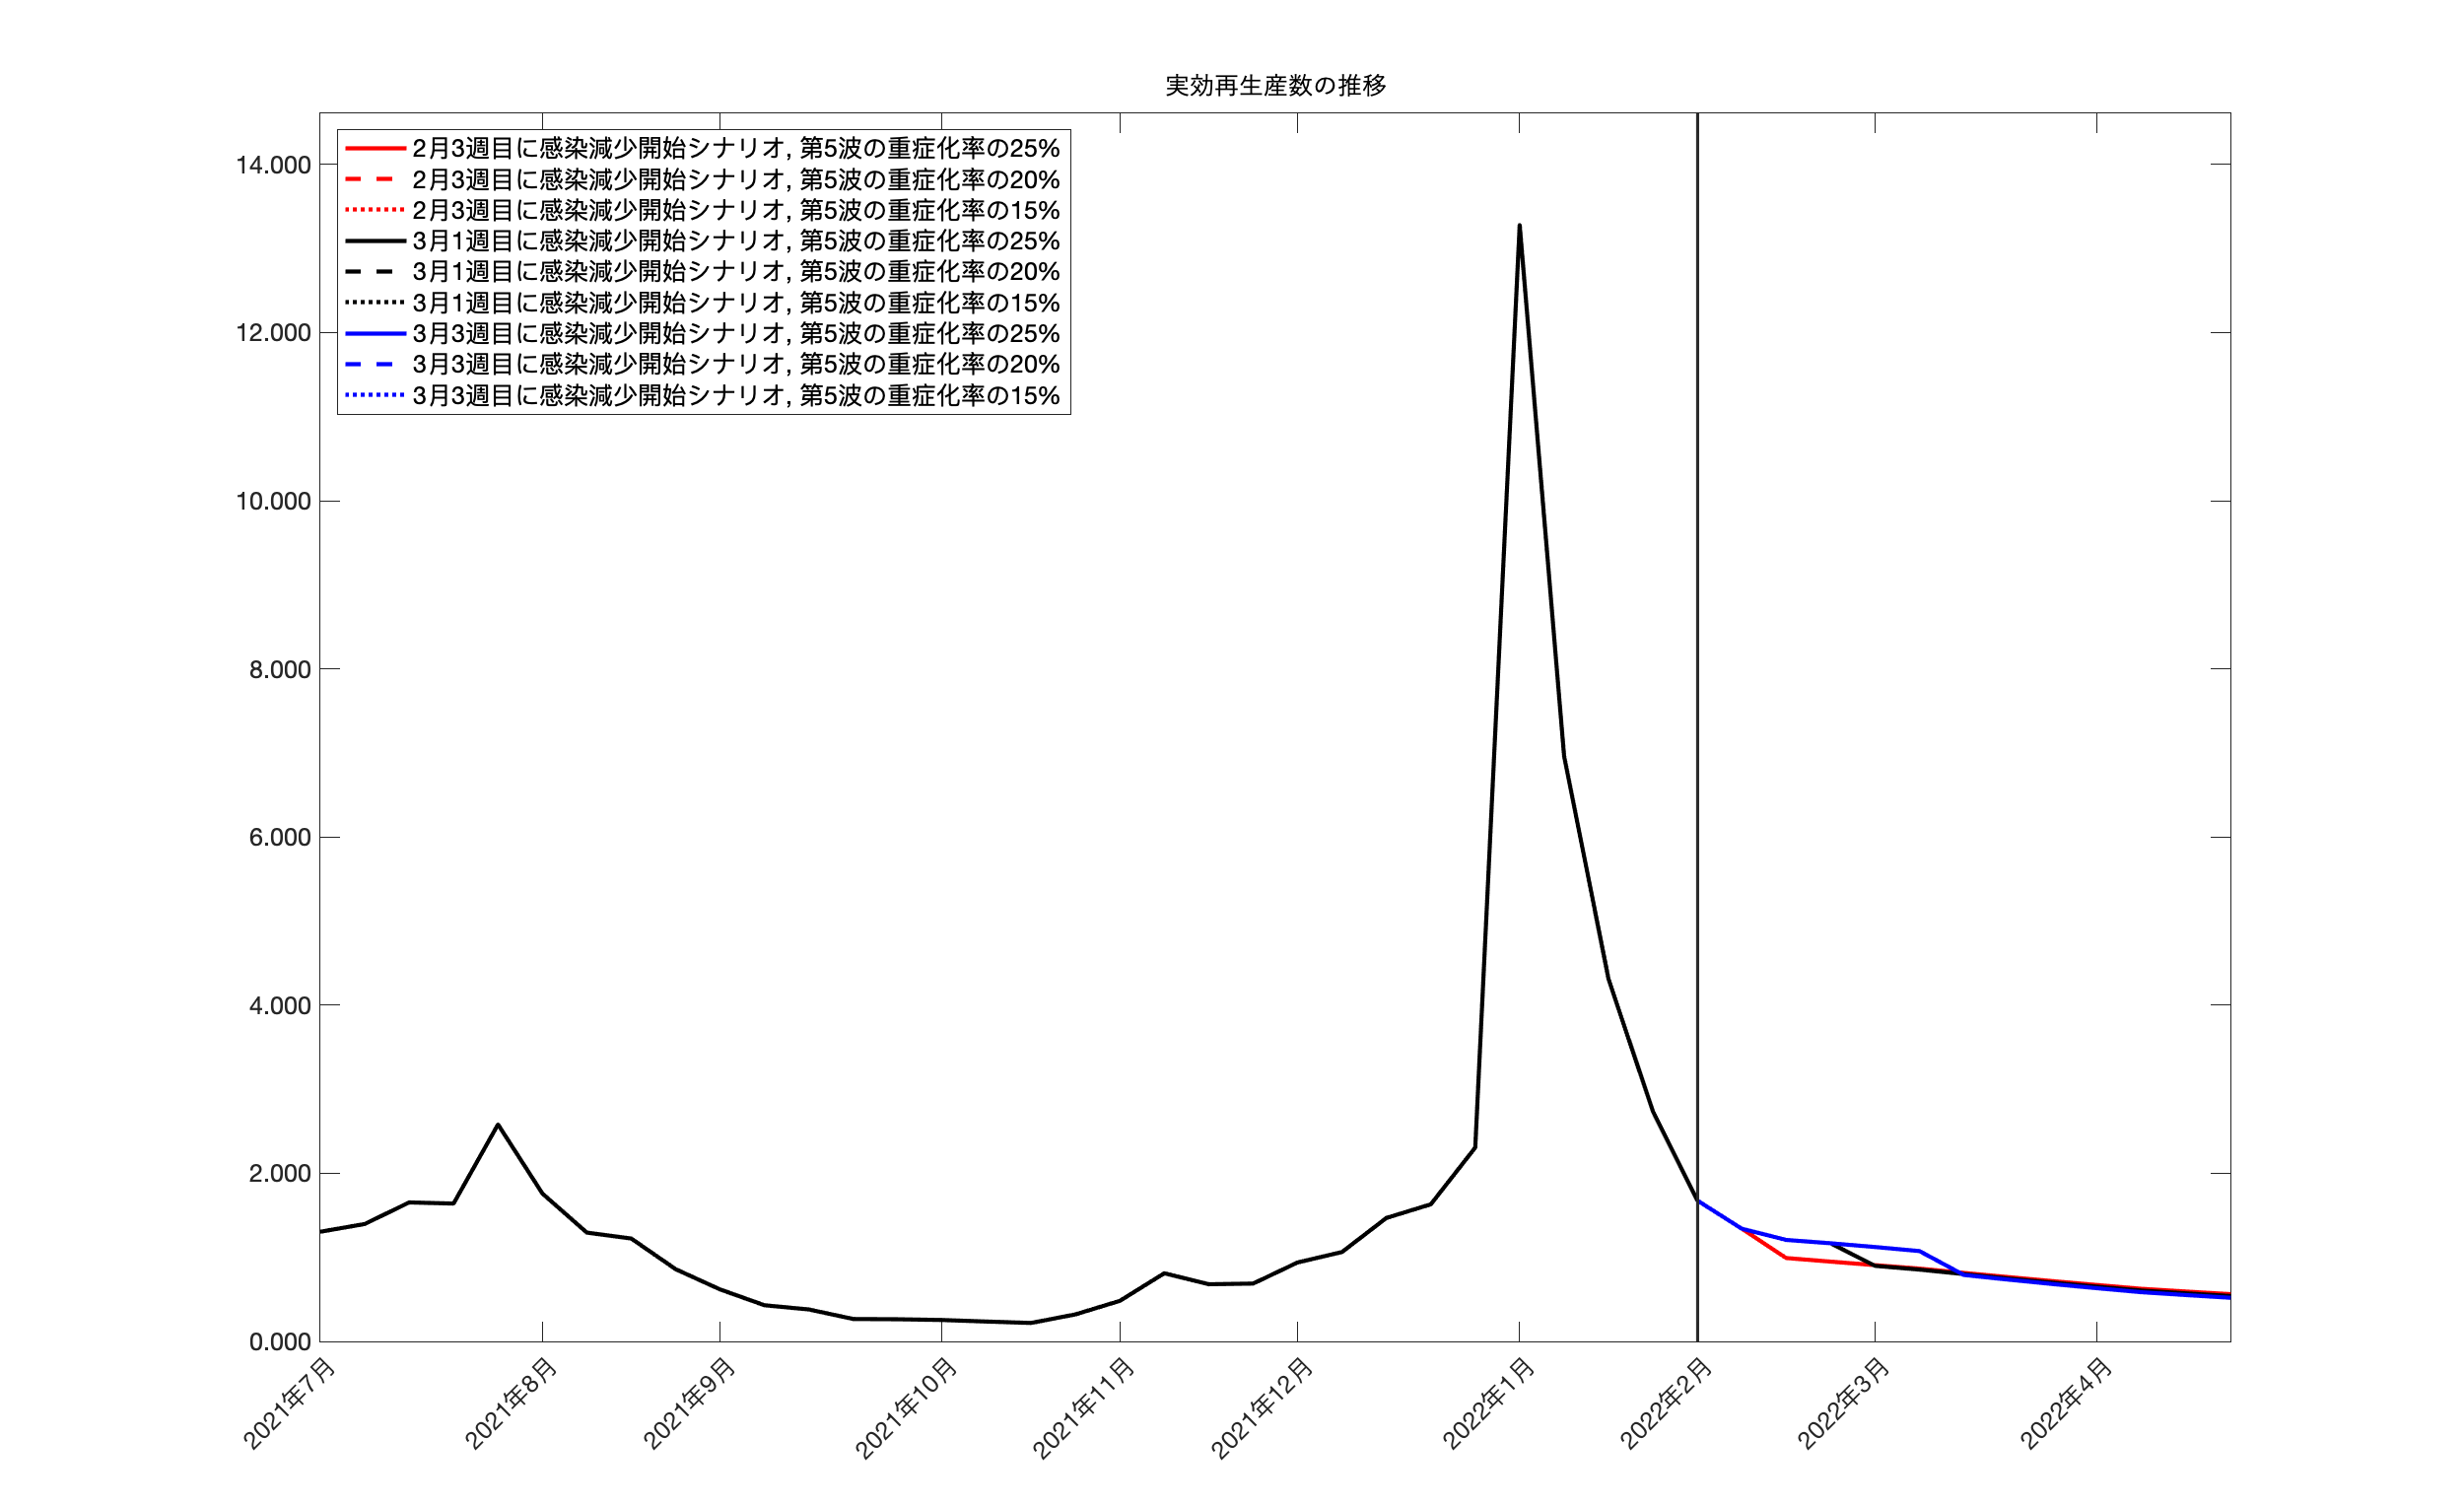 実効再生産数の推移
2月3週目に感染減少開始シナリオ, 第5波の重症化率の25%
2月3週目に感染減少開始シナリオ, 第5波の重症化率の20%
2月3週目に感染減少開始シナリオ, 第5波の重症化率の15%
3月1週目に感染減少開始シナリオ, 第5波の重症化率の25%
3月1週目に感染減少開始シナリオ, 第5波の重症化率の20%
3月1週目に感染減少開始シナリオ, 第5波の重症化率の15%
3月3週目に感染減少開始シナリオ, 第5波の重症化率の25%
3月3週目に感染減少開始シナリオ, 第5波の重症化率の20%
3月3週目に感染減少開始シナリオ, 第5波の重症化率の15%
14.000
12.000
10.000
8.000
6.000
4.000
2.000
0.000
2021年7月
2021年8月
2021年9月
2021年10月
2021年11月
2021年12月
2022年1月
2022年2月
2022年3月
2022年4月